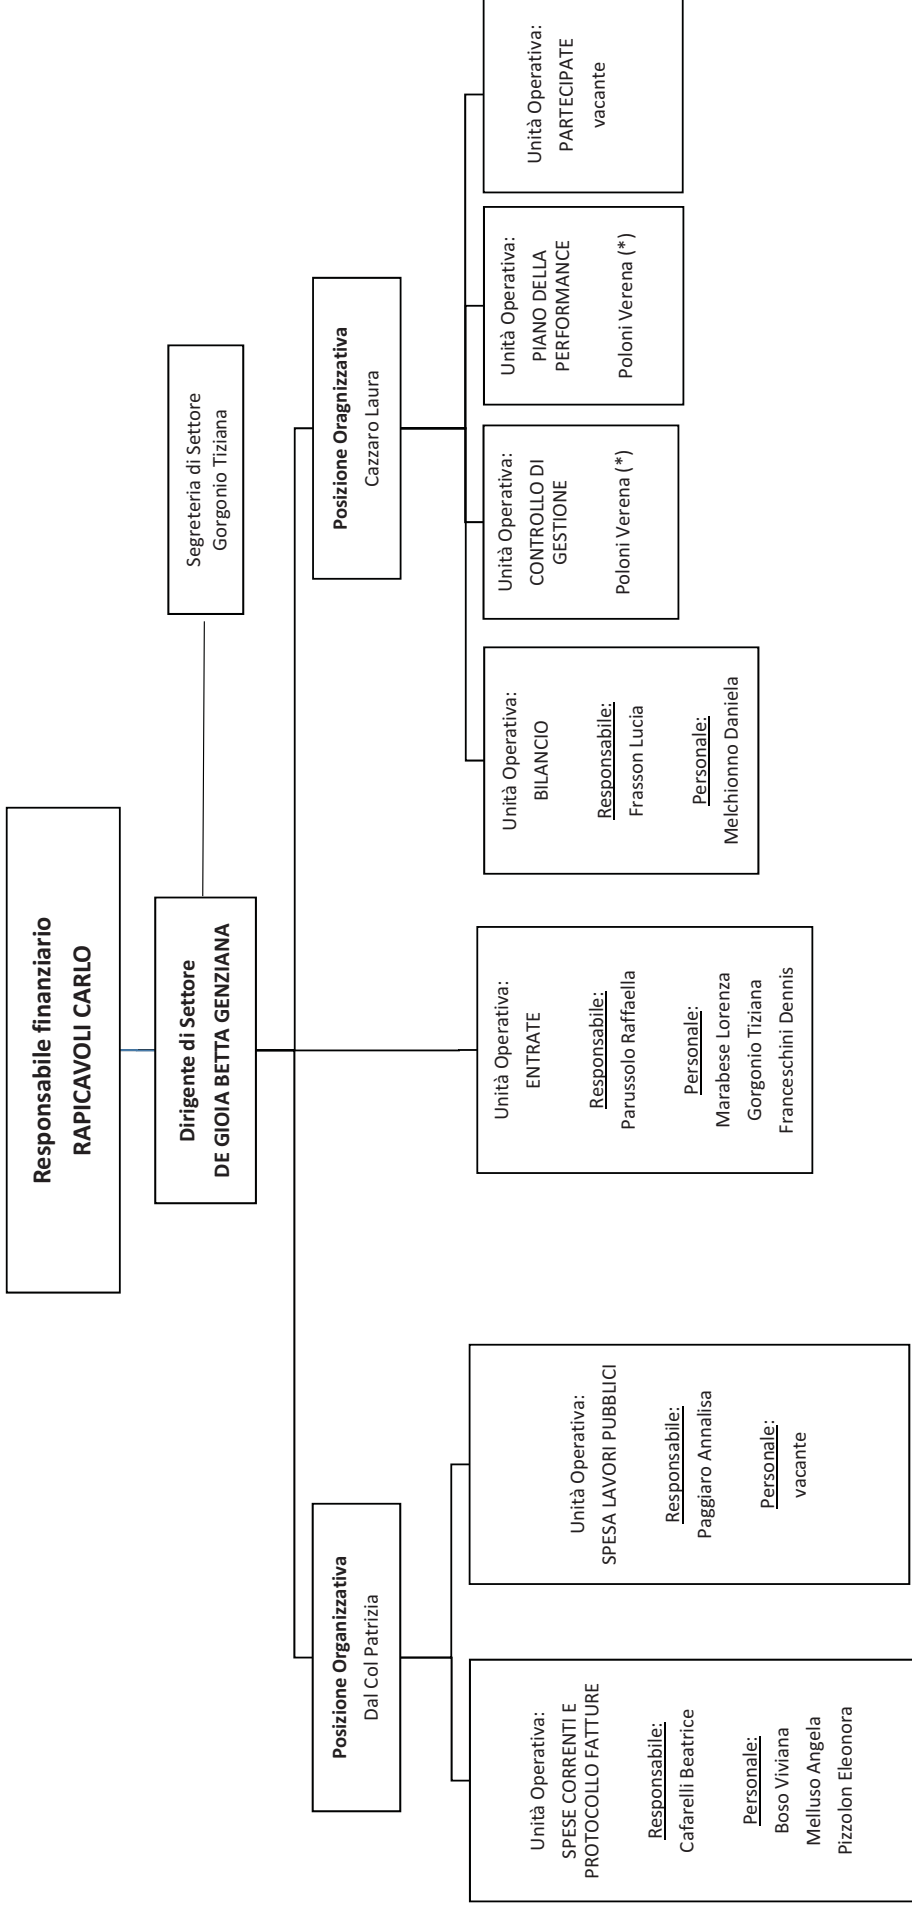 Responsabile finanziario
RAPICAVOLI CARLO
Dirigente di Settore
DE GIOIA BETTA GENZIANA
Segreteria di Settore
Gorgonio Tiziana
Posizione Organizzativa
Dal Col Patrizia
Posizione Oragnizzativa
Cazzaro Laura
Unità Operativa:
SPESE CORRENTI E
PROTOCOLLO FATTURE
Responsabile:
Cafarelli Beatrice
Personale:
Boso Viviana
Melluso Angela
Pizzolon Eleonora
Unità Operativa:
SPESA LAVORI PUBBLICI
Responsabile:
Paggiaro Annalisa
Personale:
vacante
Unità Operativa:
ENTRATE
Responsabile:
Parussolo Raffaella
Personale:
Marabese Lorenza
Gorgonio Tiziana
Franceschini Dennis
Unità Operativa:
BILANCIO
Responsabile:
Frasson Lucia
Personale:
Melchionno Daniela
Unità Operativa:
CONTROLLO DI
GESTIONE
Poloni Verena (*)
Unità Operativa:
PIANO DELLA
PERFORMANCE
Poloni Verena (*)
Unità Operativa:
PARTECIPATE
vacante